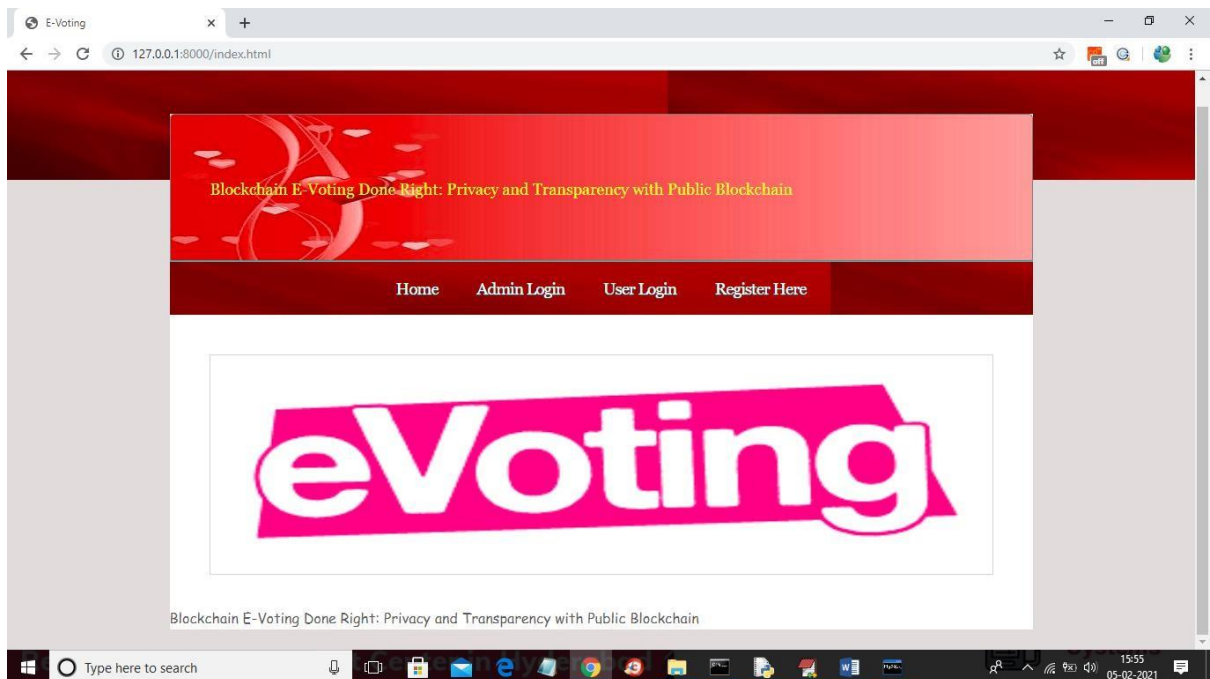 E-Voting
127.0.0.1:8000/index.html
off
Blockchain E-Voting Done Right: Privacy and Transparency with Public Blockchain
Home Admin Login User Login Register Here
eVoting
Blockchain E-Voting Done Right: Privacy and Transparency with Public Blockchain
Type here to search
15:55
05-02-2021